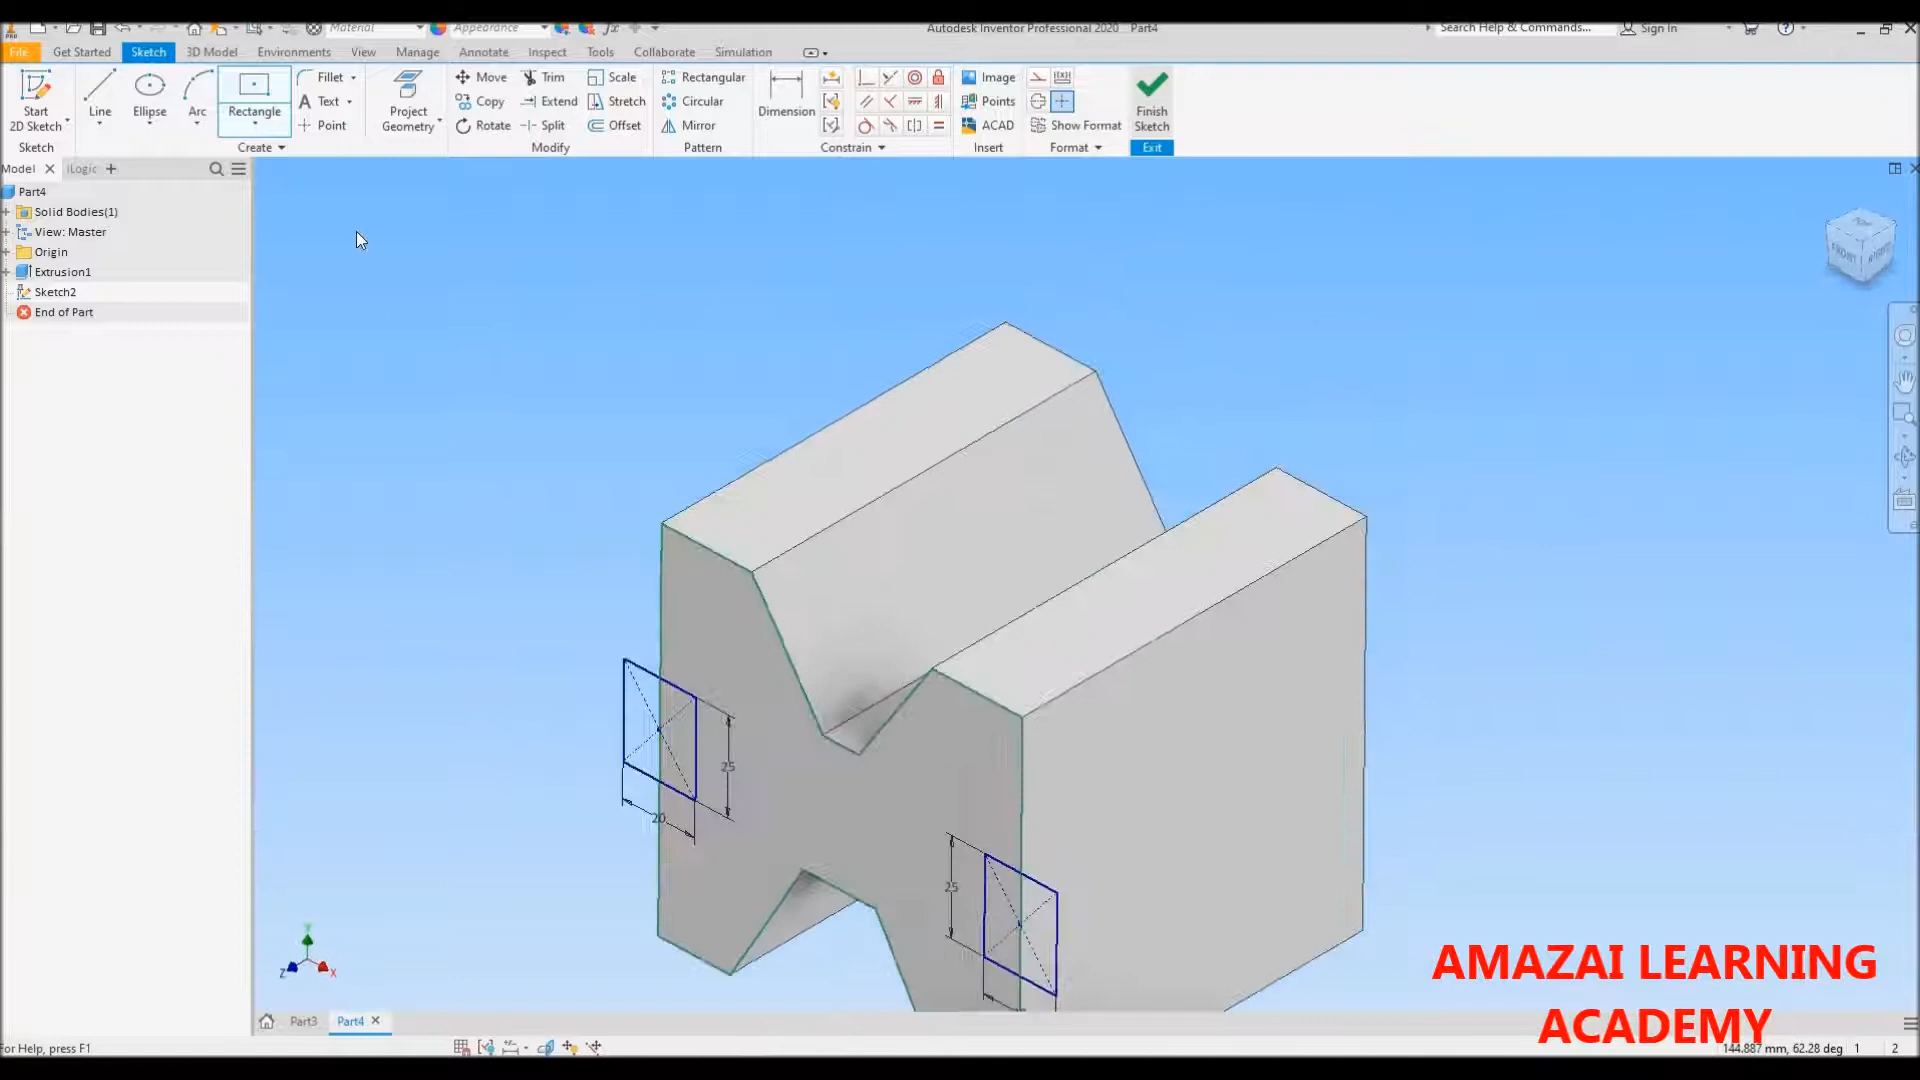 Material
Appearance
fx
Autodesk Inventor Professional 2020 Part4
Search Help & Commands...
Sign In
File Get Started Sketch 3D Model Environments View Manage Annotate Inspect Tools Collaborate Simulation
Start
2D Sketch
Line
Ellipse
Arc
Rectangle
Fillet
Text
Point
Project
Geometry
Move
Copy
Rotate
Trim
Extend
Split
Scale
Stretch
Offset
Rectangular
Circular
Mirror
Dimension
Image
Points
ACAD
Show Format
Finish
Sketch
Sketch Create Modify Pattern Constrain Insert Format Exit
Model iLogic
Part4
Solid Bodies(1)
View: Master
Origin
Extrusion1
Sketch2
End of Part
FRONT
RIGHT
25
20
25
Y
Z
X
AMAZAI LEARNING
ACADEMY
Part3 Part4
For Help, press F1
144.887 mm, 62.28 deg 1 2